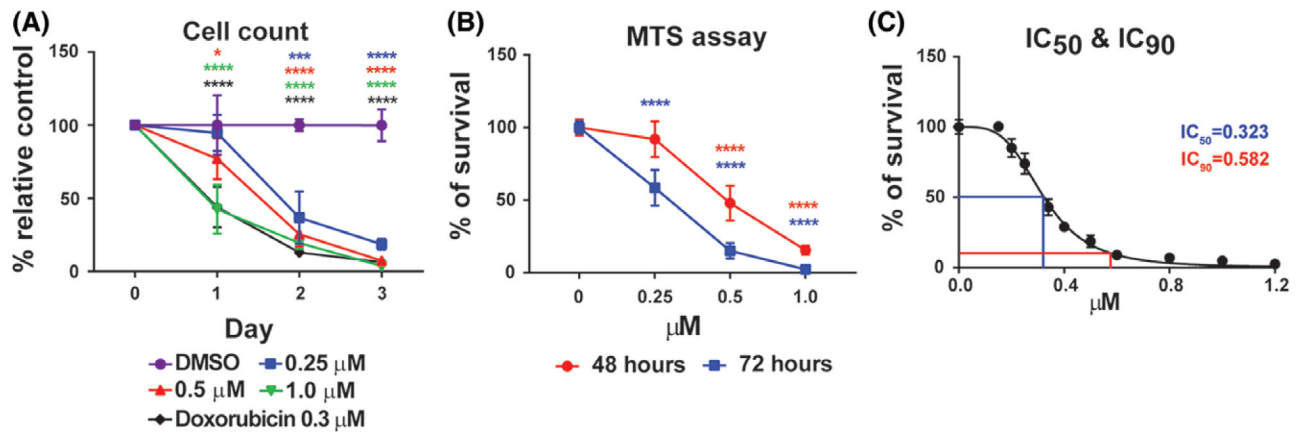 (A)
Cell count
% relative control
150
100
50
0
*
****
****
***
****
****
****
****
****
****
****
0
1
2
3
Day
DMSO
0.25 μM
0.5 μM
1.0 μM
Doxorubicin 0.3 μM
(B)
MTS assay
% of survival
150
100
50
0
****
****
****
****
****
0
0.25
0.5
1.0
μM
48 hours
72 hours
(C)
IC50 & IC90
% of survival
150
100
50
0
IC50=0.323
IC90=0.582
0.0
0.4
0.8
1.2
μM